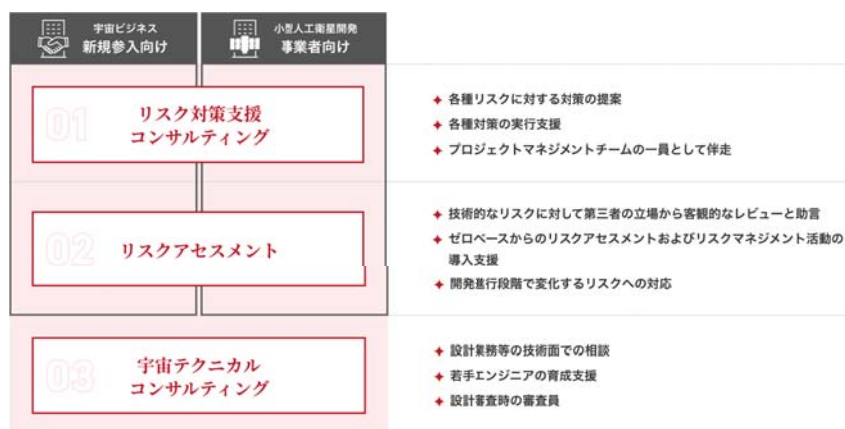 宇宙ビジネス
新規参入向け
小型人工衛星開発
事業者向け
01
リスク対策支援
コンサルティング
✦ 各種リスクに対する対策の提案
✦ 各種対策の実行支援
✦ プロジェクトマネジメントチームの一員として伴走
02
リスクアセスメント
✦ 技術的なリスクに対して第三者の立場から客観的なレビューと助言
✦ ゼロベースからのリスクアセスメントおよびリスクマネジメント活動の
導入支援
✦ 開発進行段階で変化するリスクへの対応
03
宇宙テクニカル
コンサルティング
✦ 設計業務等の技術面での相談
✦ 若手エンジニアの育成支援
✦ 設計審査時の審査員